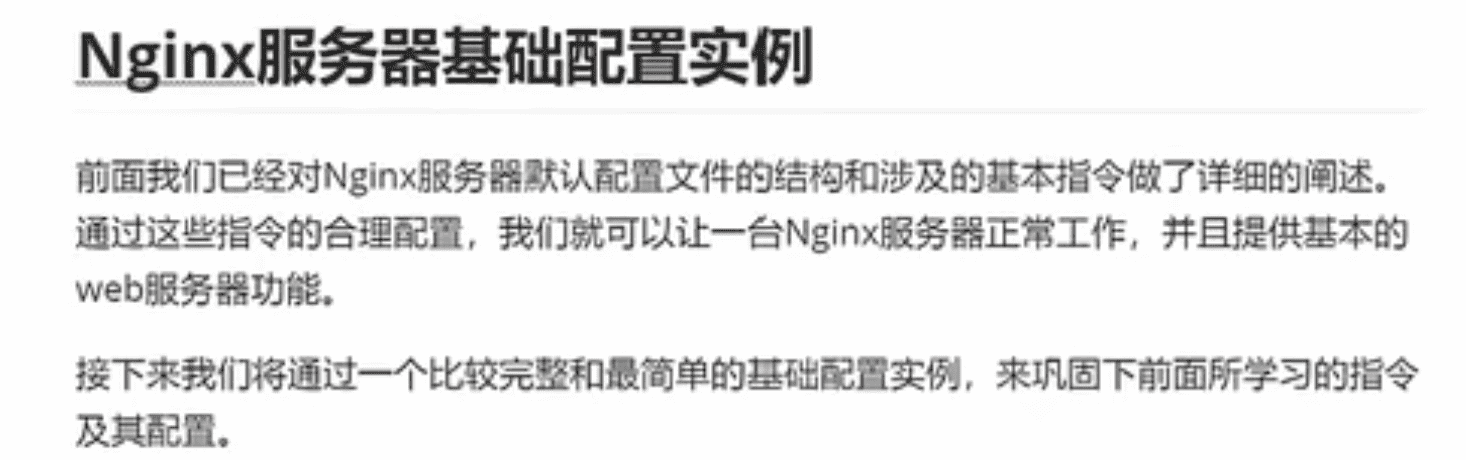 Nginx服务器基础配置实例
前面我们已经对Nginx服务器默认配置文件的结构和涉及的基本指令做了详细的阐述。
通过这些指令的合理配置，我们就可以让一台Nginx服务器正常工作，并且提供基本的
web服务器功能。
接下来我们将通过一个比较完整和最简单的基础配置实例，来巩固下前面所学习的指令
及其配置。